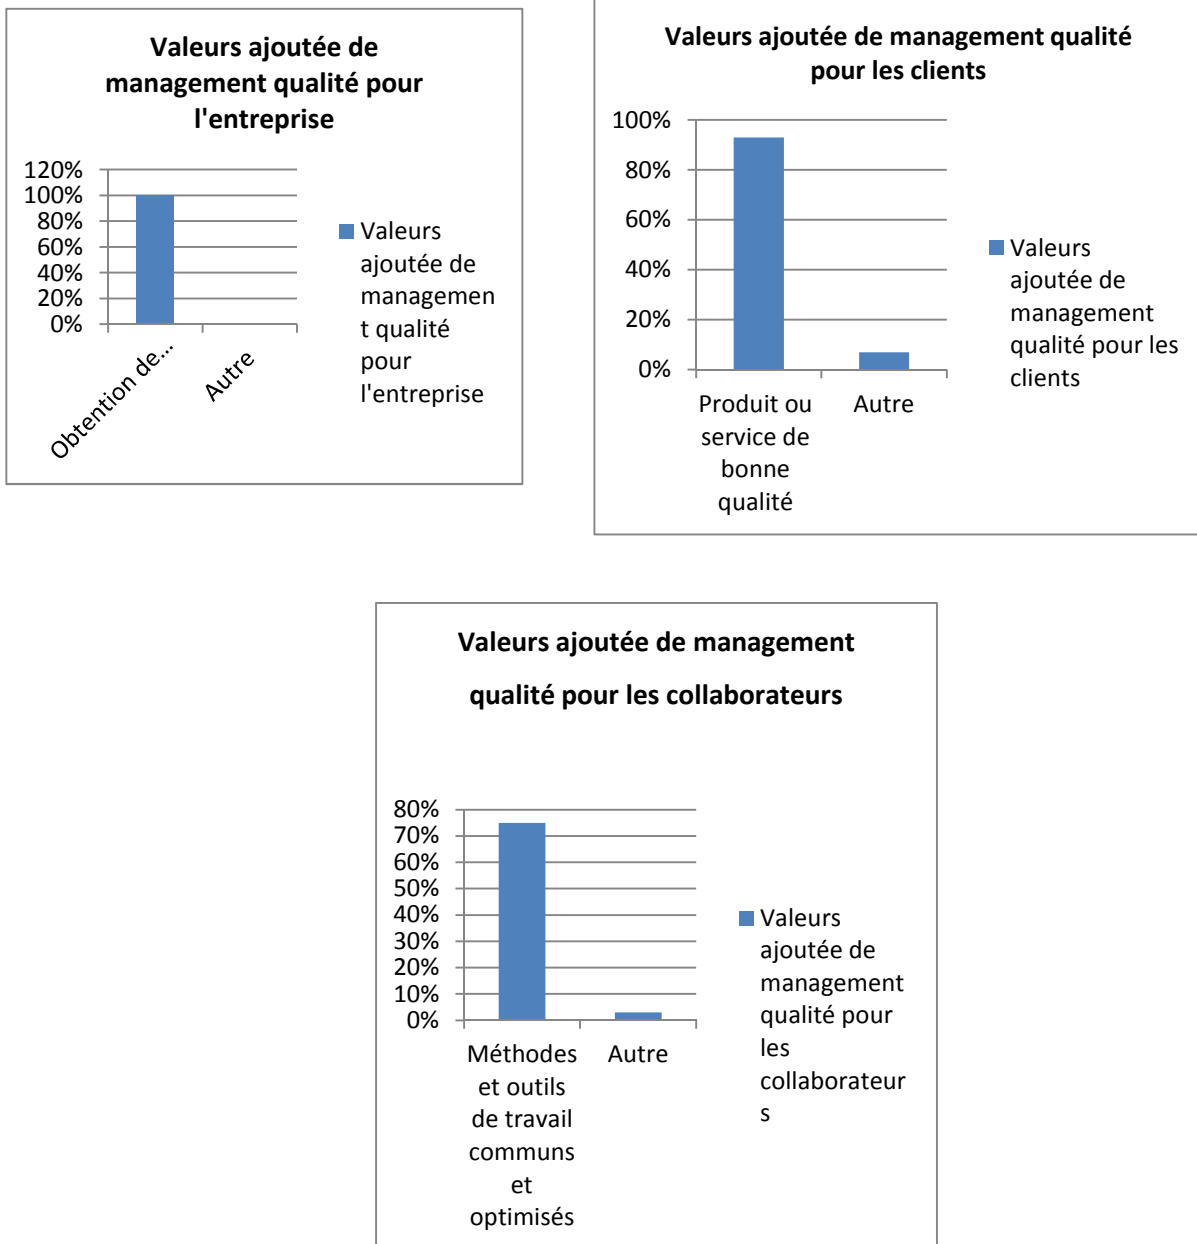 Valeurs ajoutée de
management qualité pour
l'entreprise
120%
100%
80%
60%
40%
20%
0%
Obtention de...
Autre
Valeurs
ajoutée de
managemen
t qualité
pour
l'entreprise
Valeurs ajoutée de management qualité
pour les clients
100%
80%
60%
40%
20%
0%
Produit ou
service de
bonne
qualité
Autre
Valeurs
ajoutée de
management
qualité pour les
clients
Valeurs ajoutée de management
qualité pour les collaborateurs
80%
70%
60%
50%
40%
30%
20%
10%
0%
Méthodes
et outils
de travail
communs
et
optimisés
Autre
Valeurs
ajoutée de
management
qualité pour
les
collaborateur
s